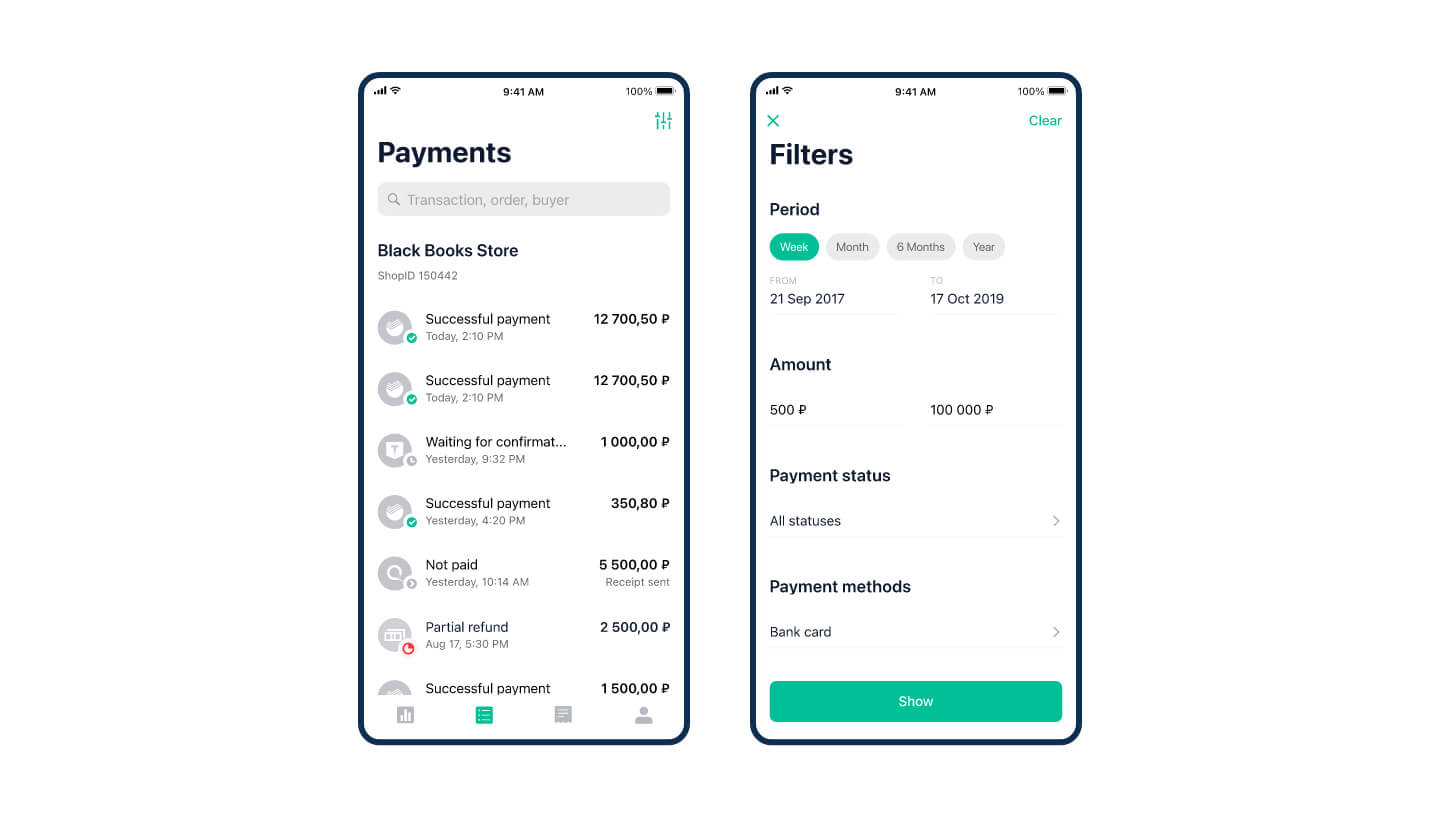 9:41 AM 100%
Payments
Transaction, order, buyer
Black Books Store
ShopID 150442
Successful payment 12 700,50 ₽
Today, 2:10 PM
Successful payment 12 700,50 ₽
Today, 2:10 PM
Waiting for confirmat... 1 000,00 ₽
Yesterday, 9:32 PM
Successful payment 350,80 ₽
Yesterday, 4:20 PM
Not paid 5 500,00 ₽
Yesterday, 10:14 AM Receipt sent
Partial refund 2 500,00 ₽
Aug 17, 5:30 PM
Successful payment 1 500,00 ₽
9:41 AM 100%
Clear
Filters
Period
Week Month 6 Months Year
FROM TO
21 Sep 2017 17 Oct 2019
Amount
500 ₽ 100 000 ₽
Payment status
All statuses
Payment methods
Bank card
Show